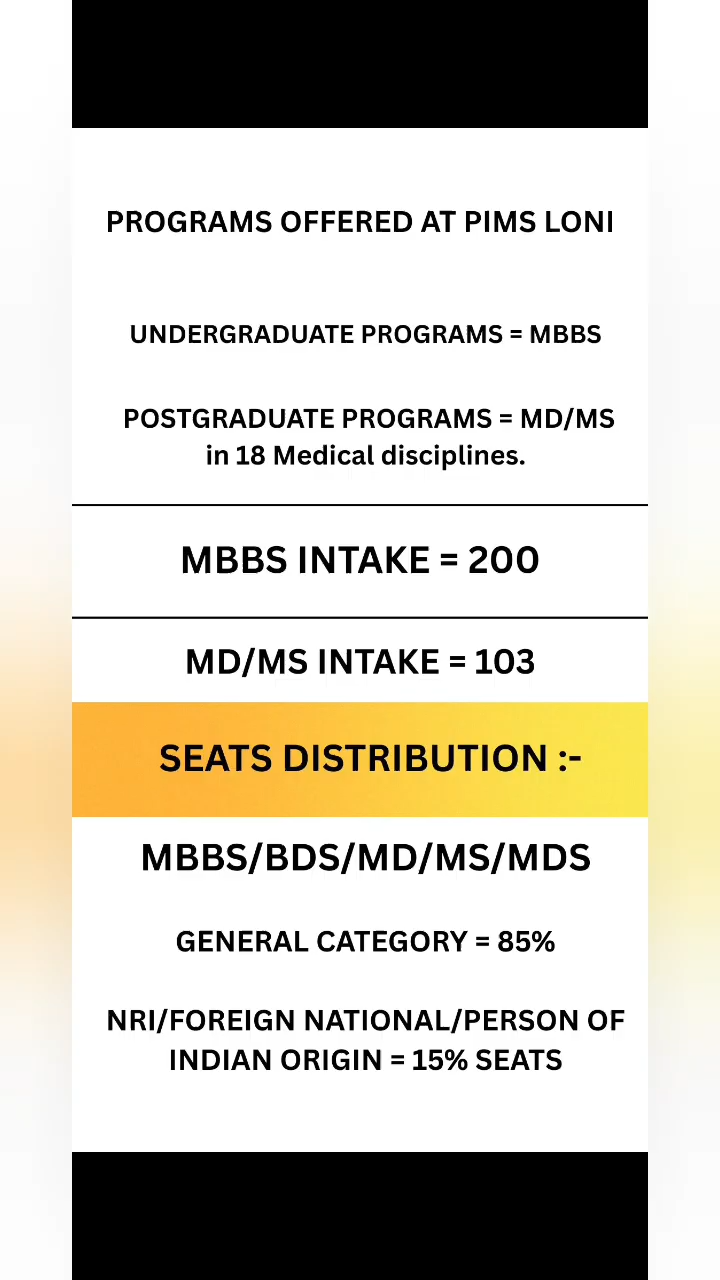 PROGRAMS OFFERED AT PIMS LONI
UNDERGRADUATE PROGRAMS = MBBS
POSTGRADUATE PROGRAMS = MD/MS
in 18 Medical disciplines.
MBBS INTAKE = 200
MD/MS INTAKE = 103
SEATS DISTRIBUTION :-
MBBS/BDS/MD/MS/MDS
GENERAL CATEGORY = 85%
NRI/FOREIGN NATIONAL/PERSON OF
INDIAN ORIGIN = 15% SEATS